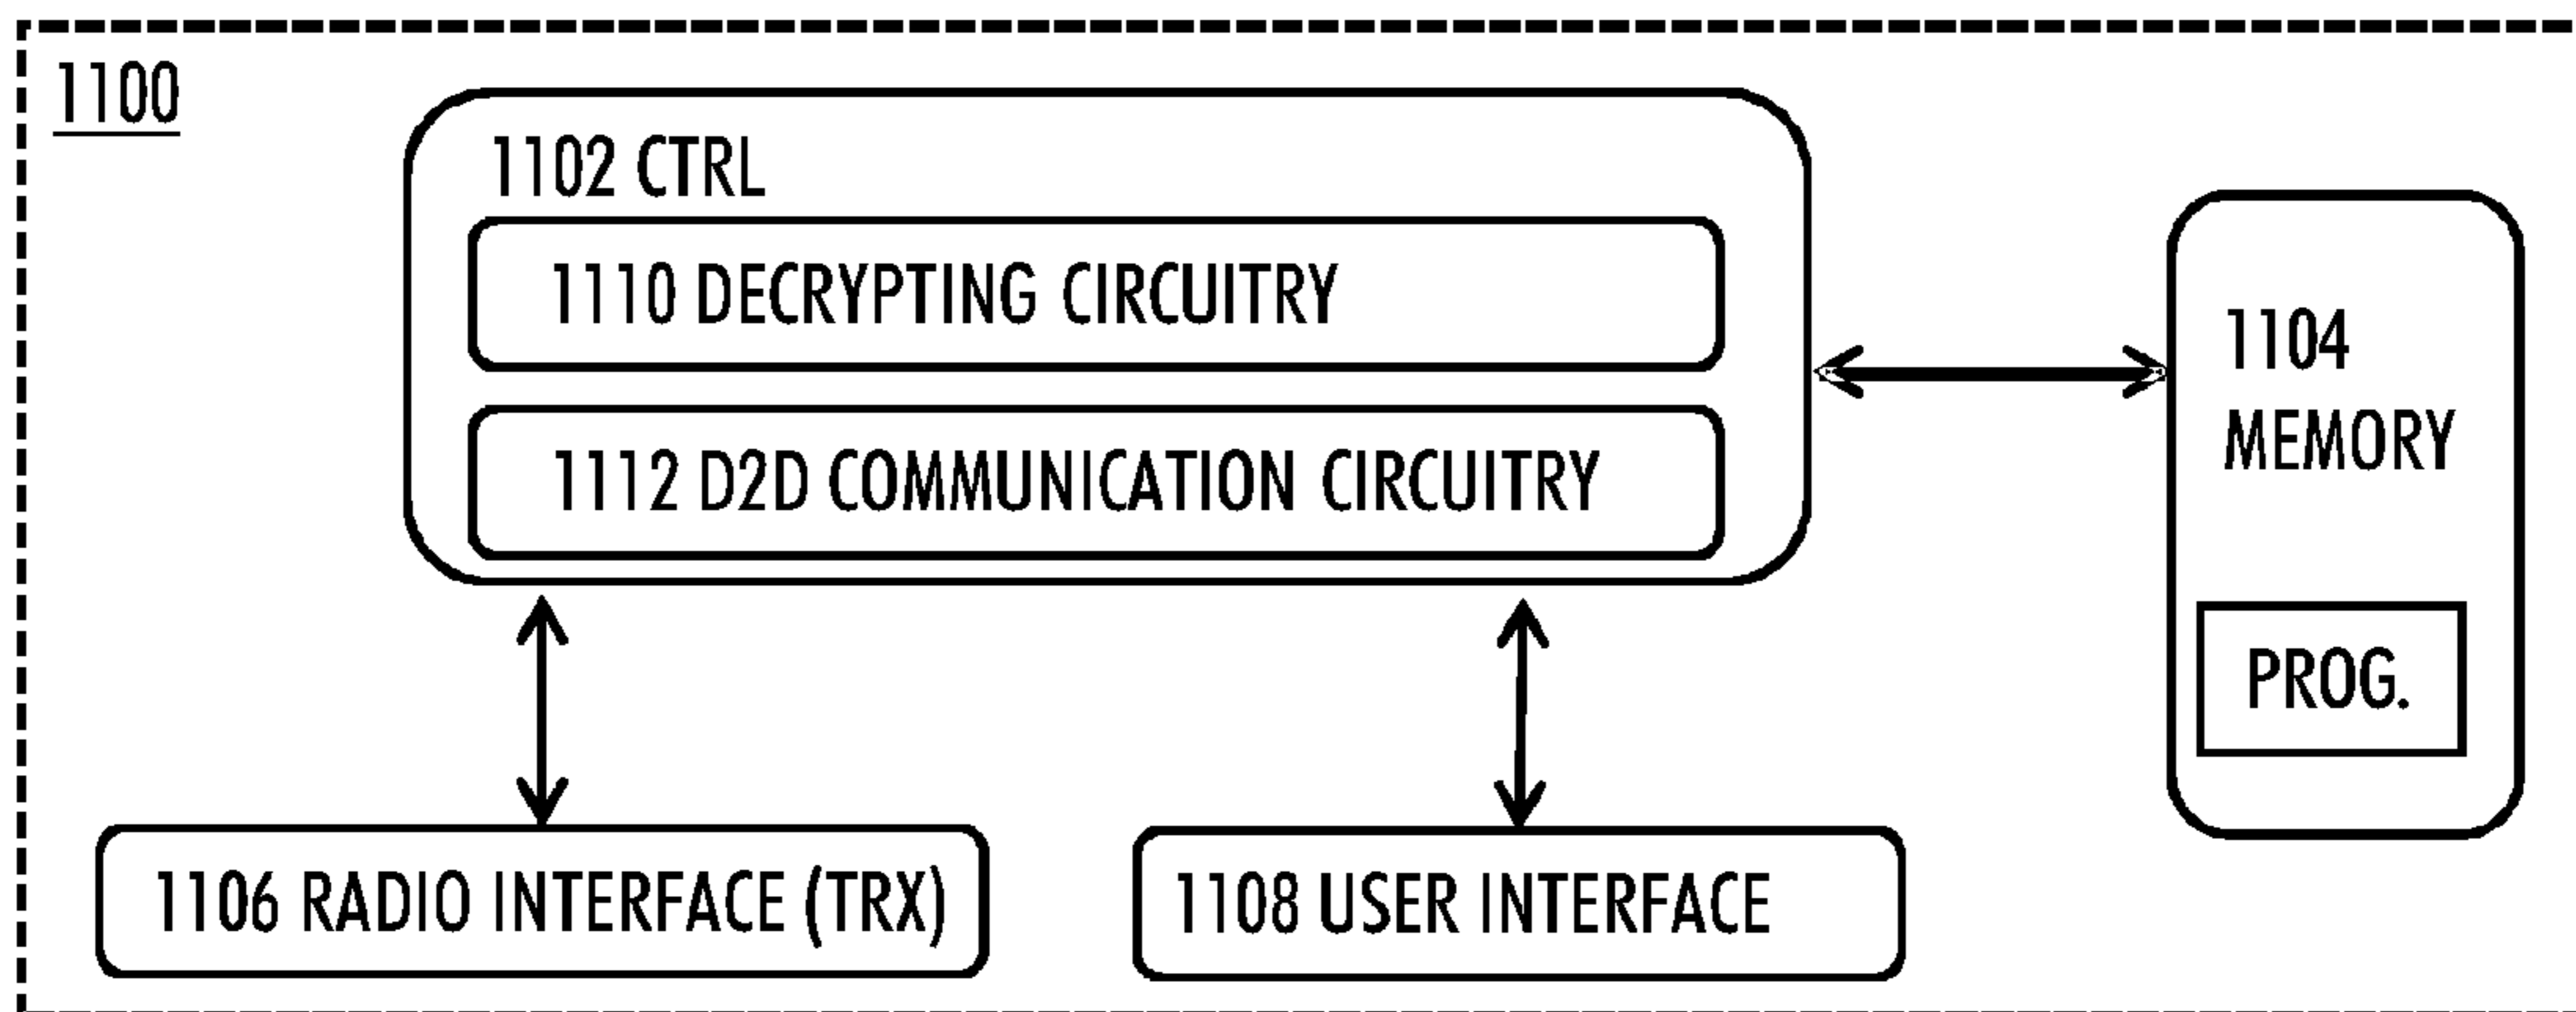 1100
1102 CTRL
1110 DECRYPTING CIRCUITRY
1112 D2D COMMUNICATION CIRCUITRY
1104
MEMORY
PROG.
1106 RADIO INTERFACE (TRX)
1108 USER INTERFACE